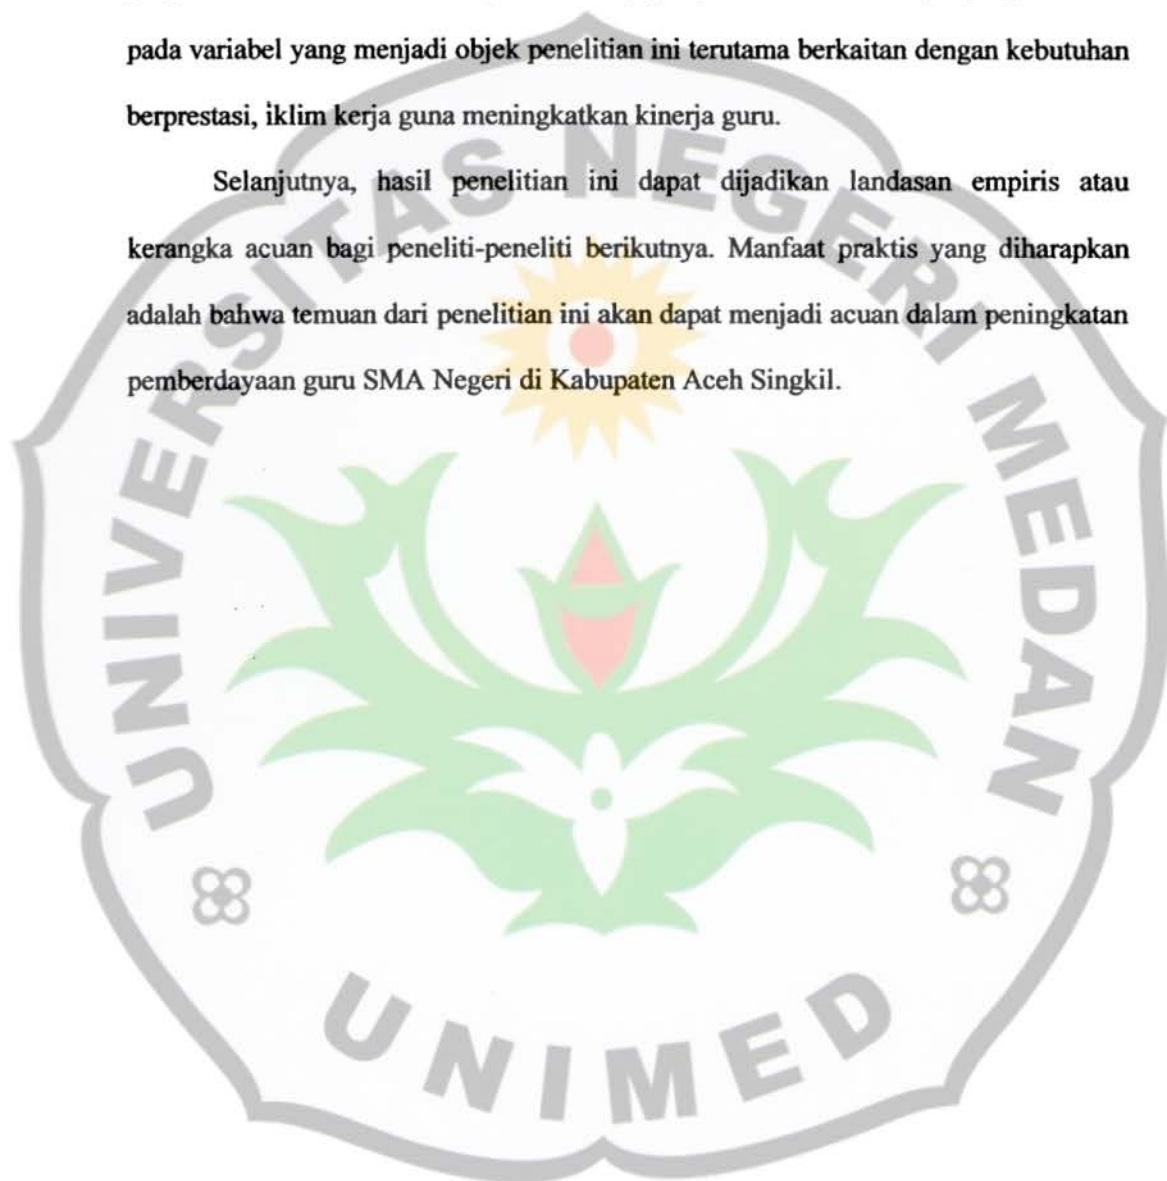 pada variabel yang menjadi objek penelitian ini terutama berkaitan dengan kebutuhan
berprestasi, iklim kerja guna meningkatkan kinerja guru.
Selanjutnya, hasil penelitian ini dapat dijadikan landasan empiris atau
kerangka acuan bagi peneliti-peneliti berikutnya. Manfaat praktis yang diharapkan
adalah bahwa temuan dari penelitian ini akan dapat menjadi acuan dalam peningkatan
pemberdayaan guru SMA Negeri di Kabupaten Aceh Singkil.
UNIVERSITAS NEGERI MEDAN
UNIMED